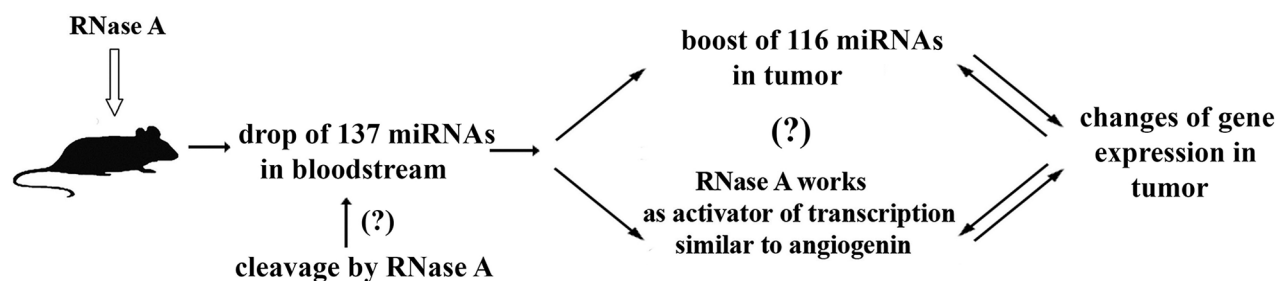 RNase A
drop of 137 miRNAs
in bloodstream
(?)
cleavage by RNase A
boost of 116 miRNAs
in tumor
(?)
RNase A works
as activator of transcription
similar to angiogenin
changes of gene
expression in
tumor